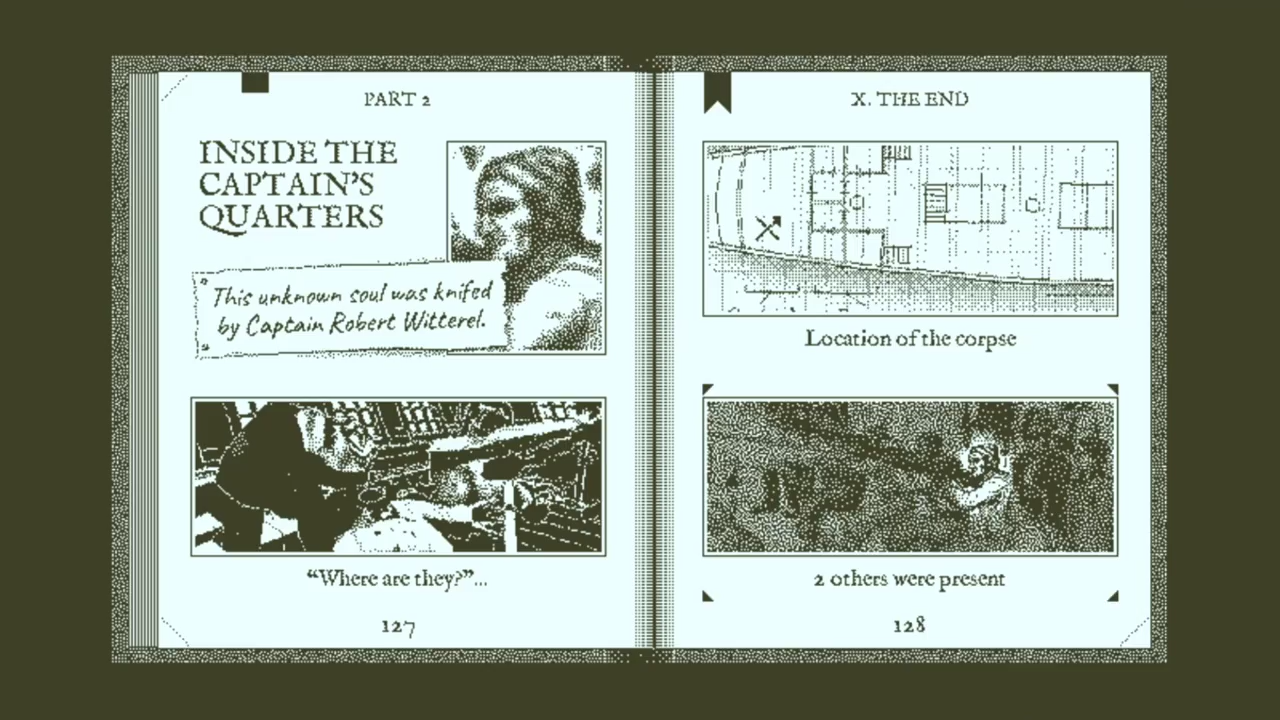 PART 2
INSIDE THE
CAPTAIN'S
QUARTERS
This unknown soul was knifed
by Captain Robert Witterel.
“Where are they?”...
127
X. THE END
Location of the corpse
2 others were present
128